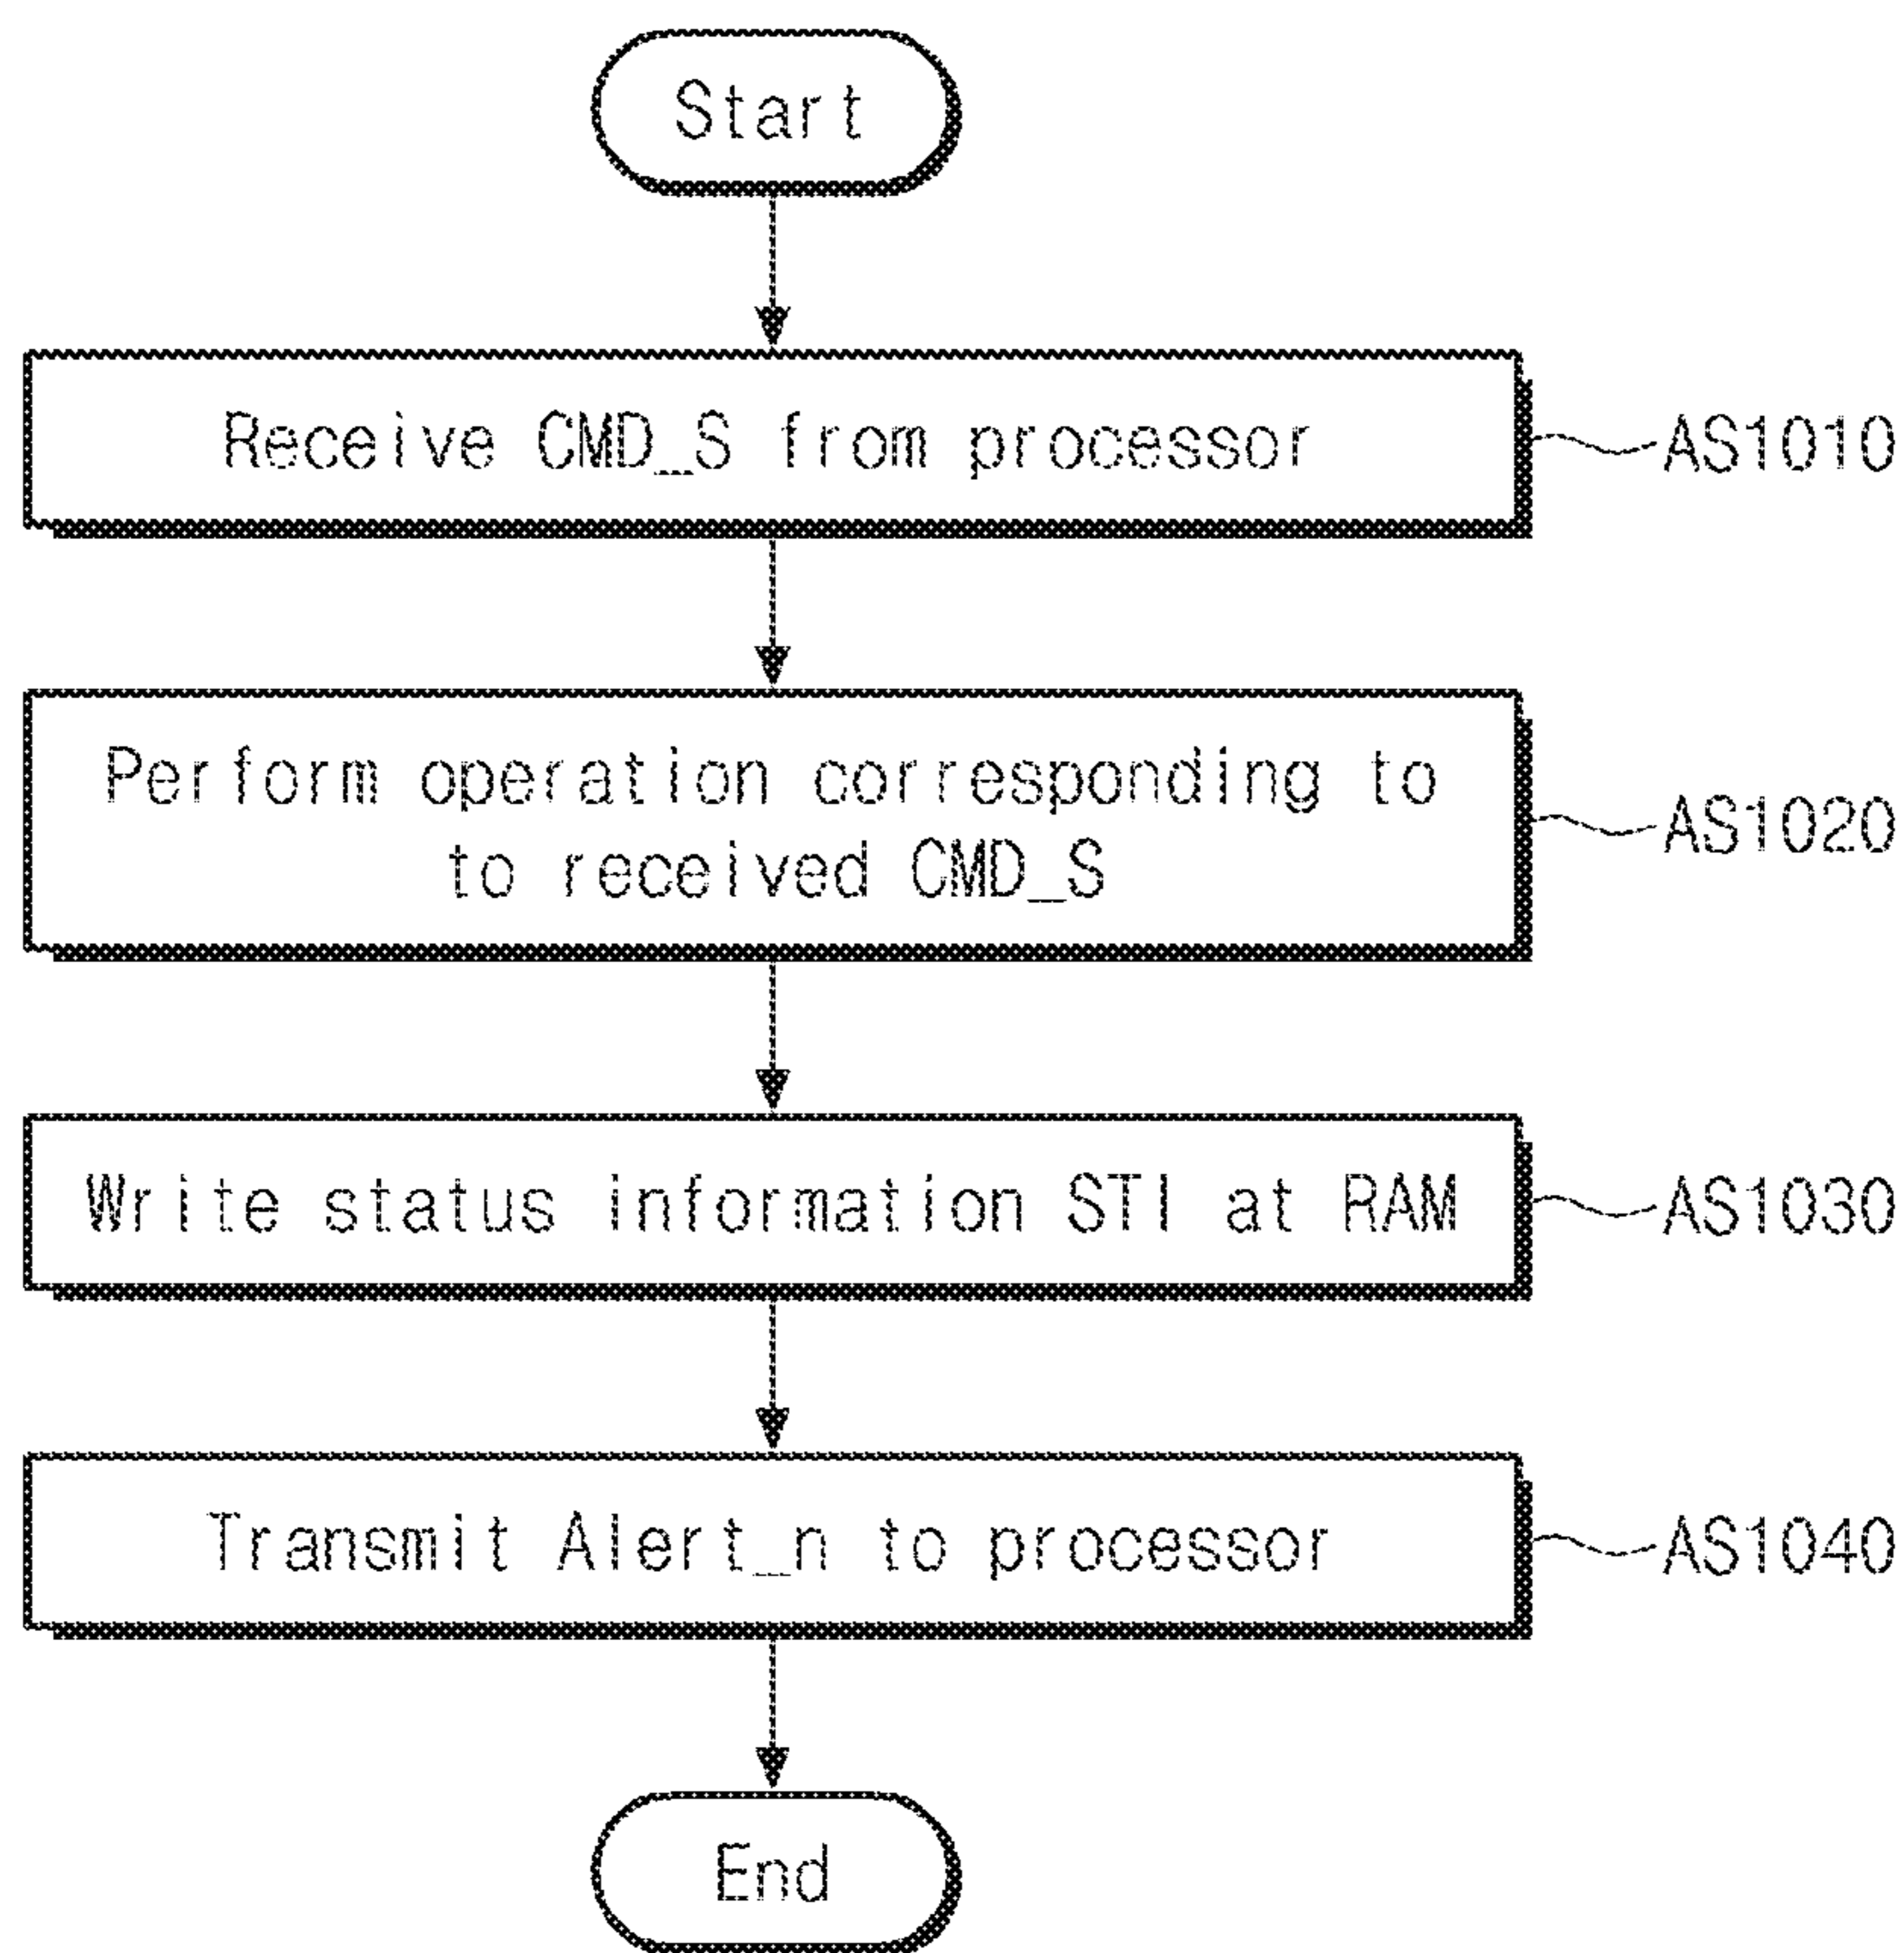 Start
Receive CMD_S from processor
AS1010
Perform operation corresponding to
to received CMD_S
AS1020
Write status information STI at RAM
AS1030
Transmit Alert_n to processor
AS1040
End